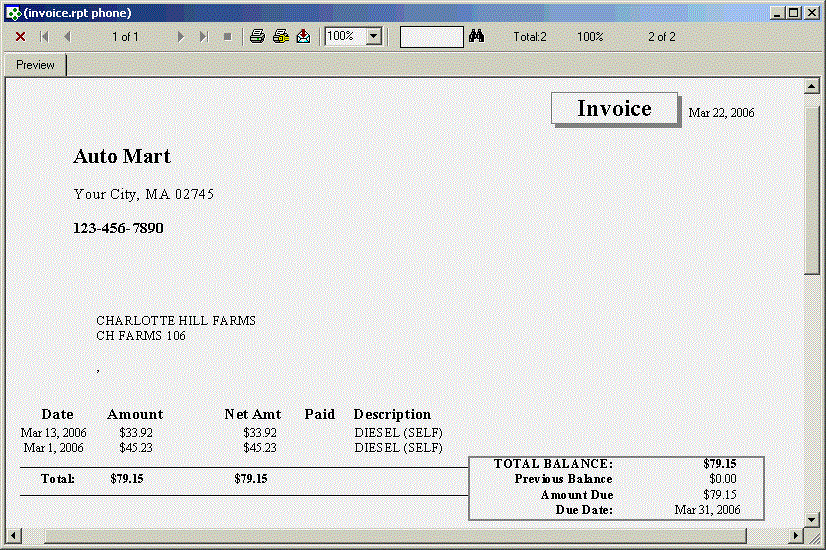 (invoice.rpt phone)
1 of 1 100% Total:2 100% 2 of 2
Preview
Invoice Mar 22, 2006
Auto Mart
Your City, MA 02745
123-456-7890
CHARLOTTE HILL FARMS
CH FARMS 106
,
Date Amount Net Amt Paid Description
Mar 13, 2006 $33.92 $33.92 DIESEL (SELF)
Mar 1, 2006 $45.23 $45.23 DIESEL (SELF)
Total: $79.15 $79.15
TOTAL BALANCE: $79.15
Previous Balance $0.00
Amount Due $79.15
Due Date: Mar 31, 2006